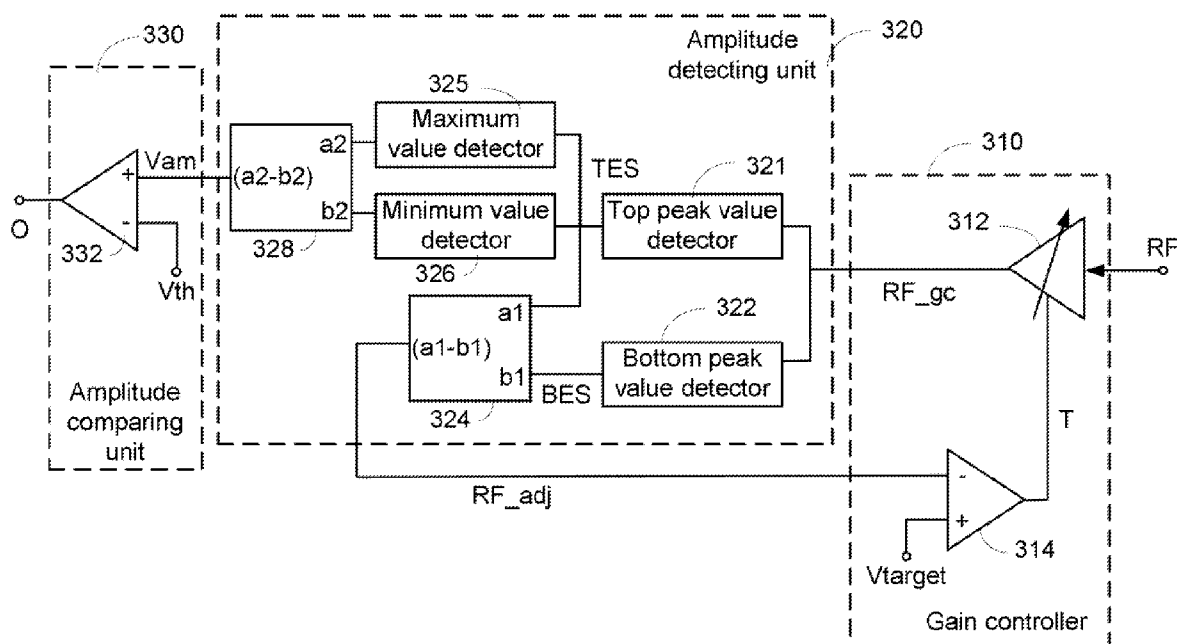 330
320
Amplitude
detecting unit
325
Maximum
value detector
310
a2
Vam
TES
321
+
(a2-b2)
312
b2
Minimum value
detector
Top peak value
detector
RF
O
-
332
328
326
RF_gc
Vth
a1
322
(a1-b1)
Bottom peak
value detector
b1
Amplitude
comparing
unit
324
BES
T
-
RF_adj
+
314
Vtarget
Gain controller